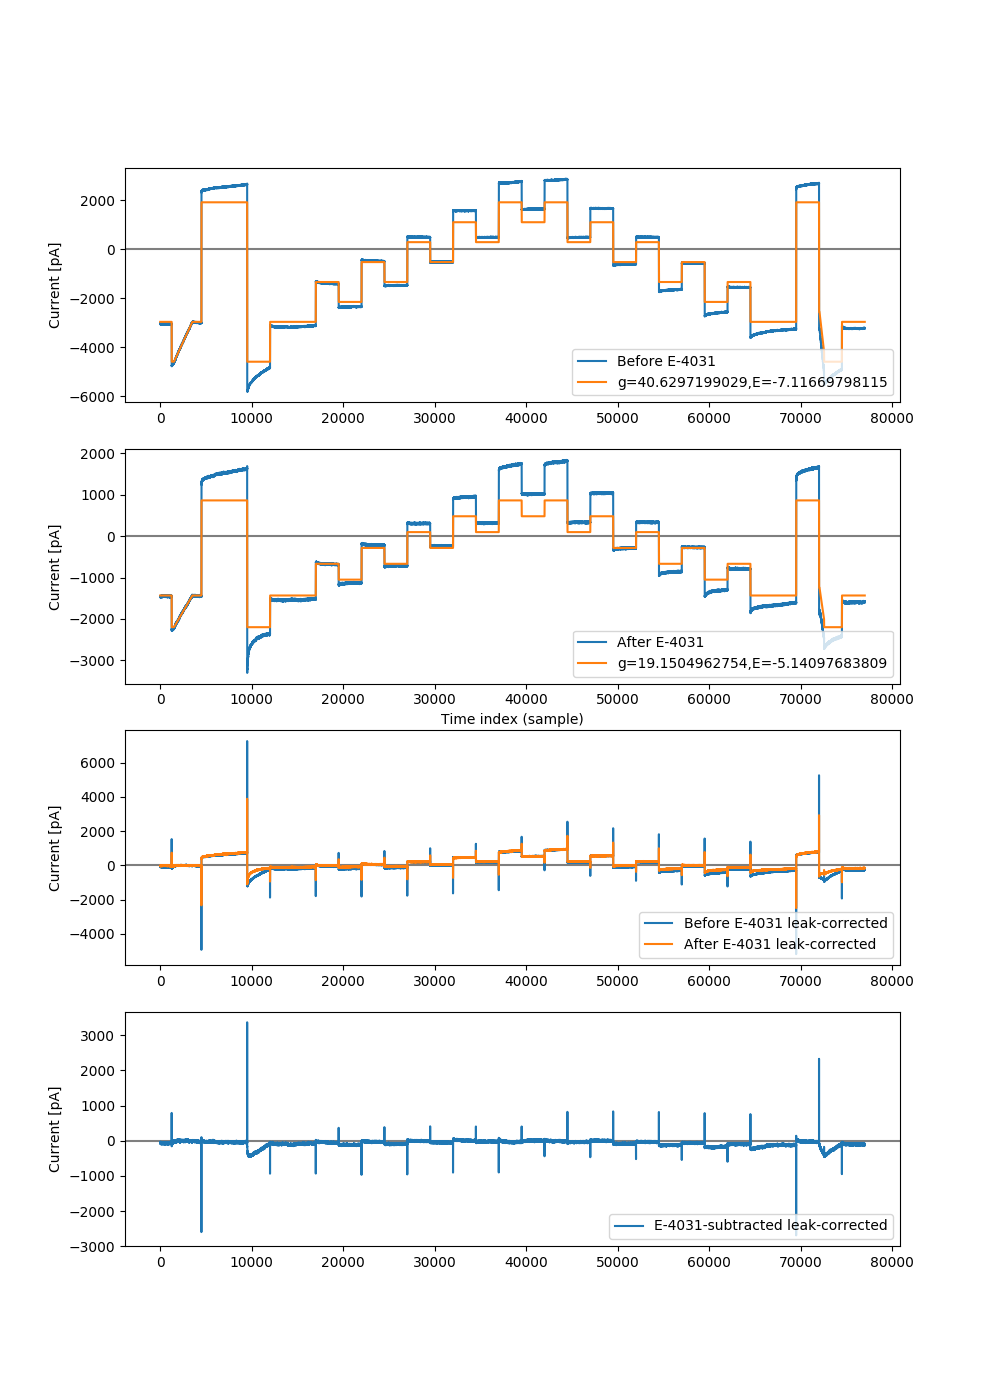 2000
0
−2000
−4000
−6000
Current [pA]
Before E-4031
g=40.6297199029,E=-7.11669798115
0 10000 20000 30000 40000 50000 60000 70000 80000
2000
1000
0
−1000
−2000
−3000
Current [pA]
After E-4031
g=19.1504962754,E=-5.14097683809
0 10000 20000 30000 40000 50000 60000 70000 80000
Time index (sample)
6000
4000
2000
0
−2000
−4000
Current [pA]
Before E-4031 leak-corrected
After E-4031 leak-corrected
0 10000 20000 30000 40000 50000 60000 70000 80000
3000
2000
1000
0
−1000
−2000
−3000
Current [pA]
E-4031-subtracted leak-corrected
0 10000 20000 30000 40000 50000 60000 70000 80000